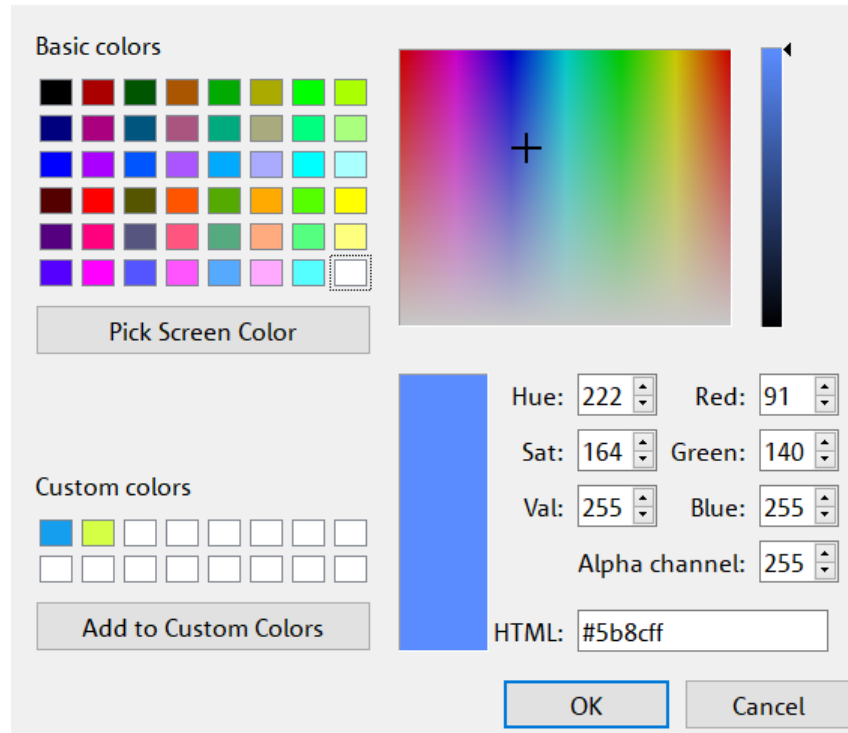 Basic colors
Pick Screen Color
Custom colors
Add to Custom Colors
Hue: 222 Red: 91
Sat: 164 Green: 140
Val: 255 Blue: 255
Alpha channel: 255
HTML: #5b8cff
OK Cancel